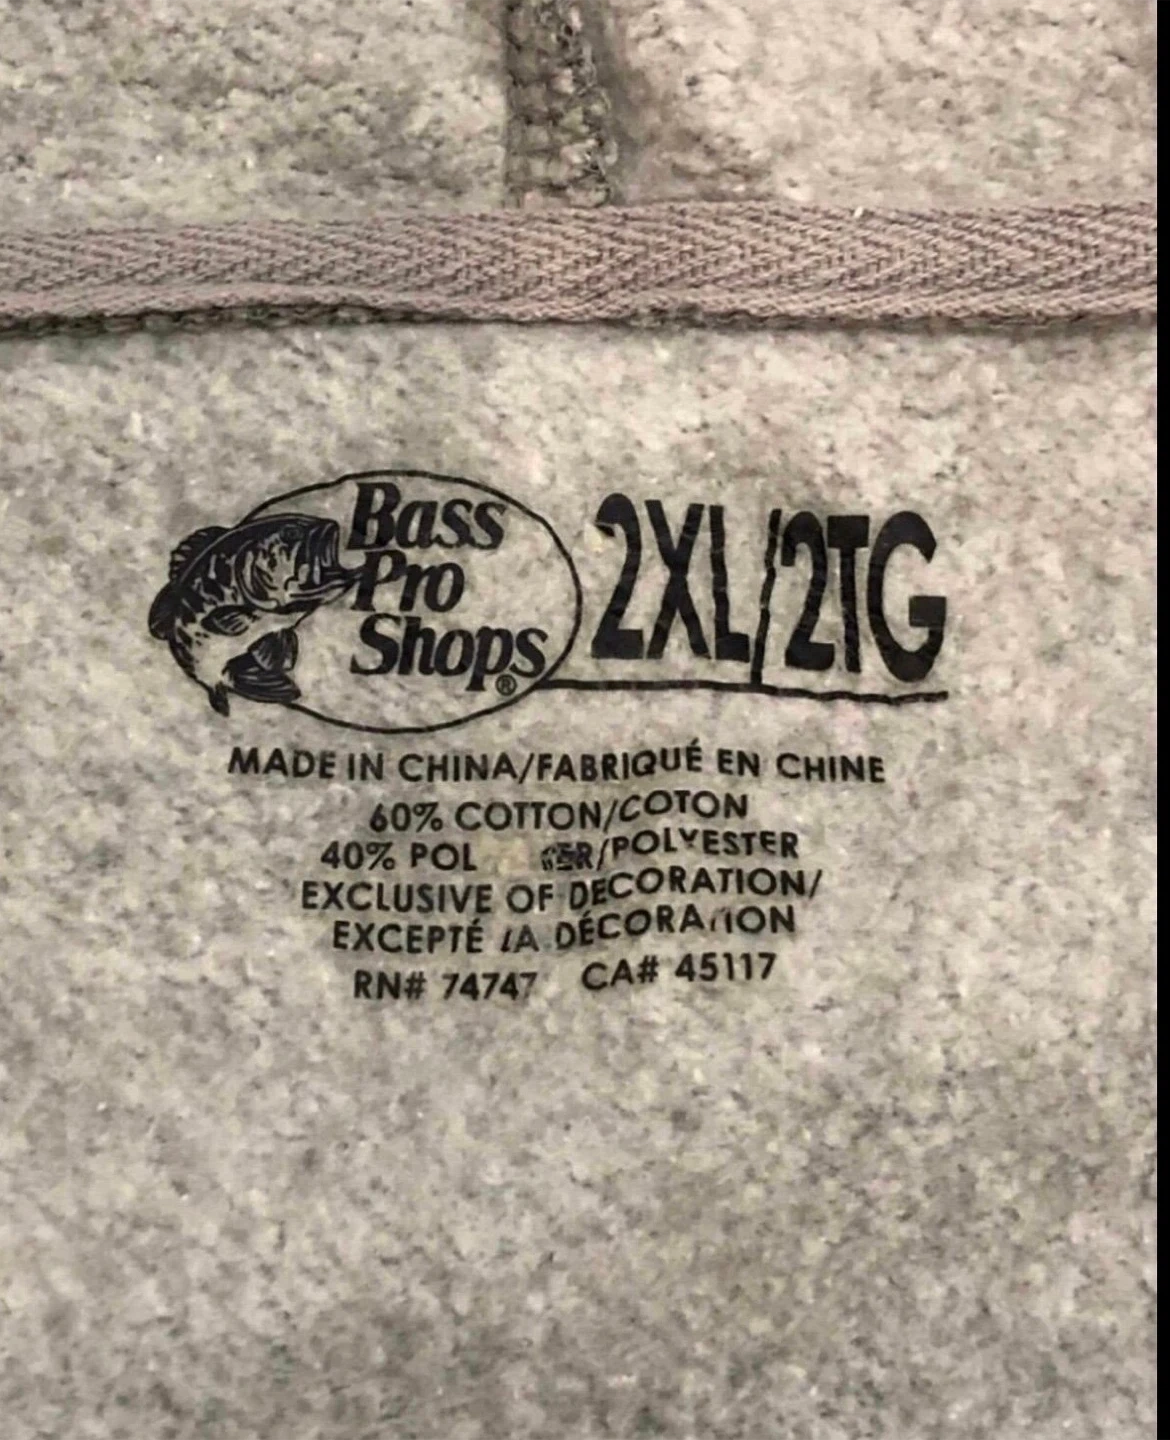 Bass
Pro
Shops®
2XL/2TG
MADE IN CHINA/FABRIQUÉ EN CHINE
60% COTTON/COTON
40% /POLYESTER
EXCLUSIVE OF DECORATION/
EXCEPTÉ LA DÉCORATION
RN# 74747 CA# 45117